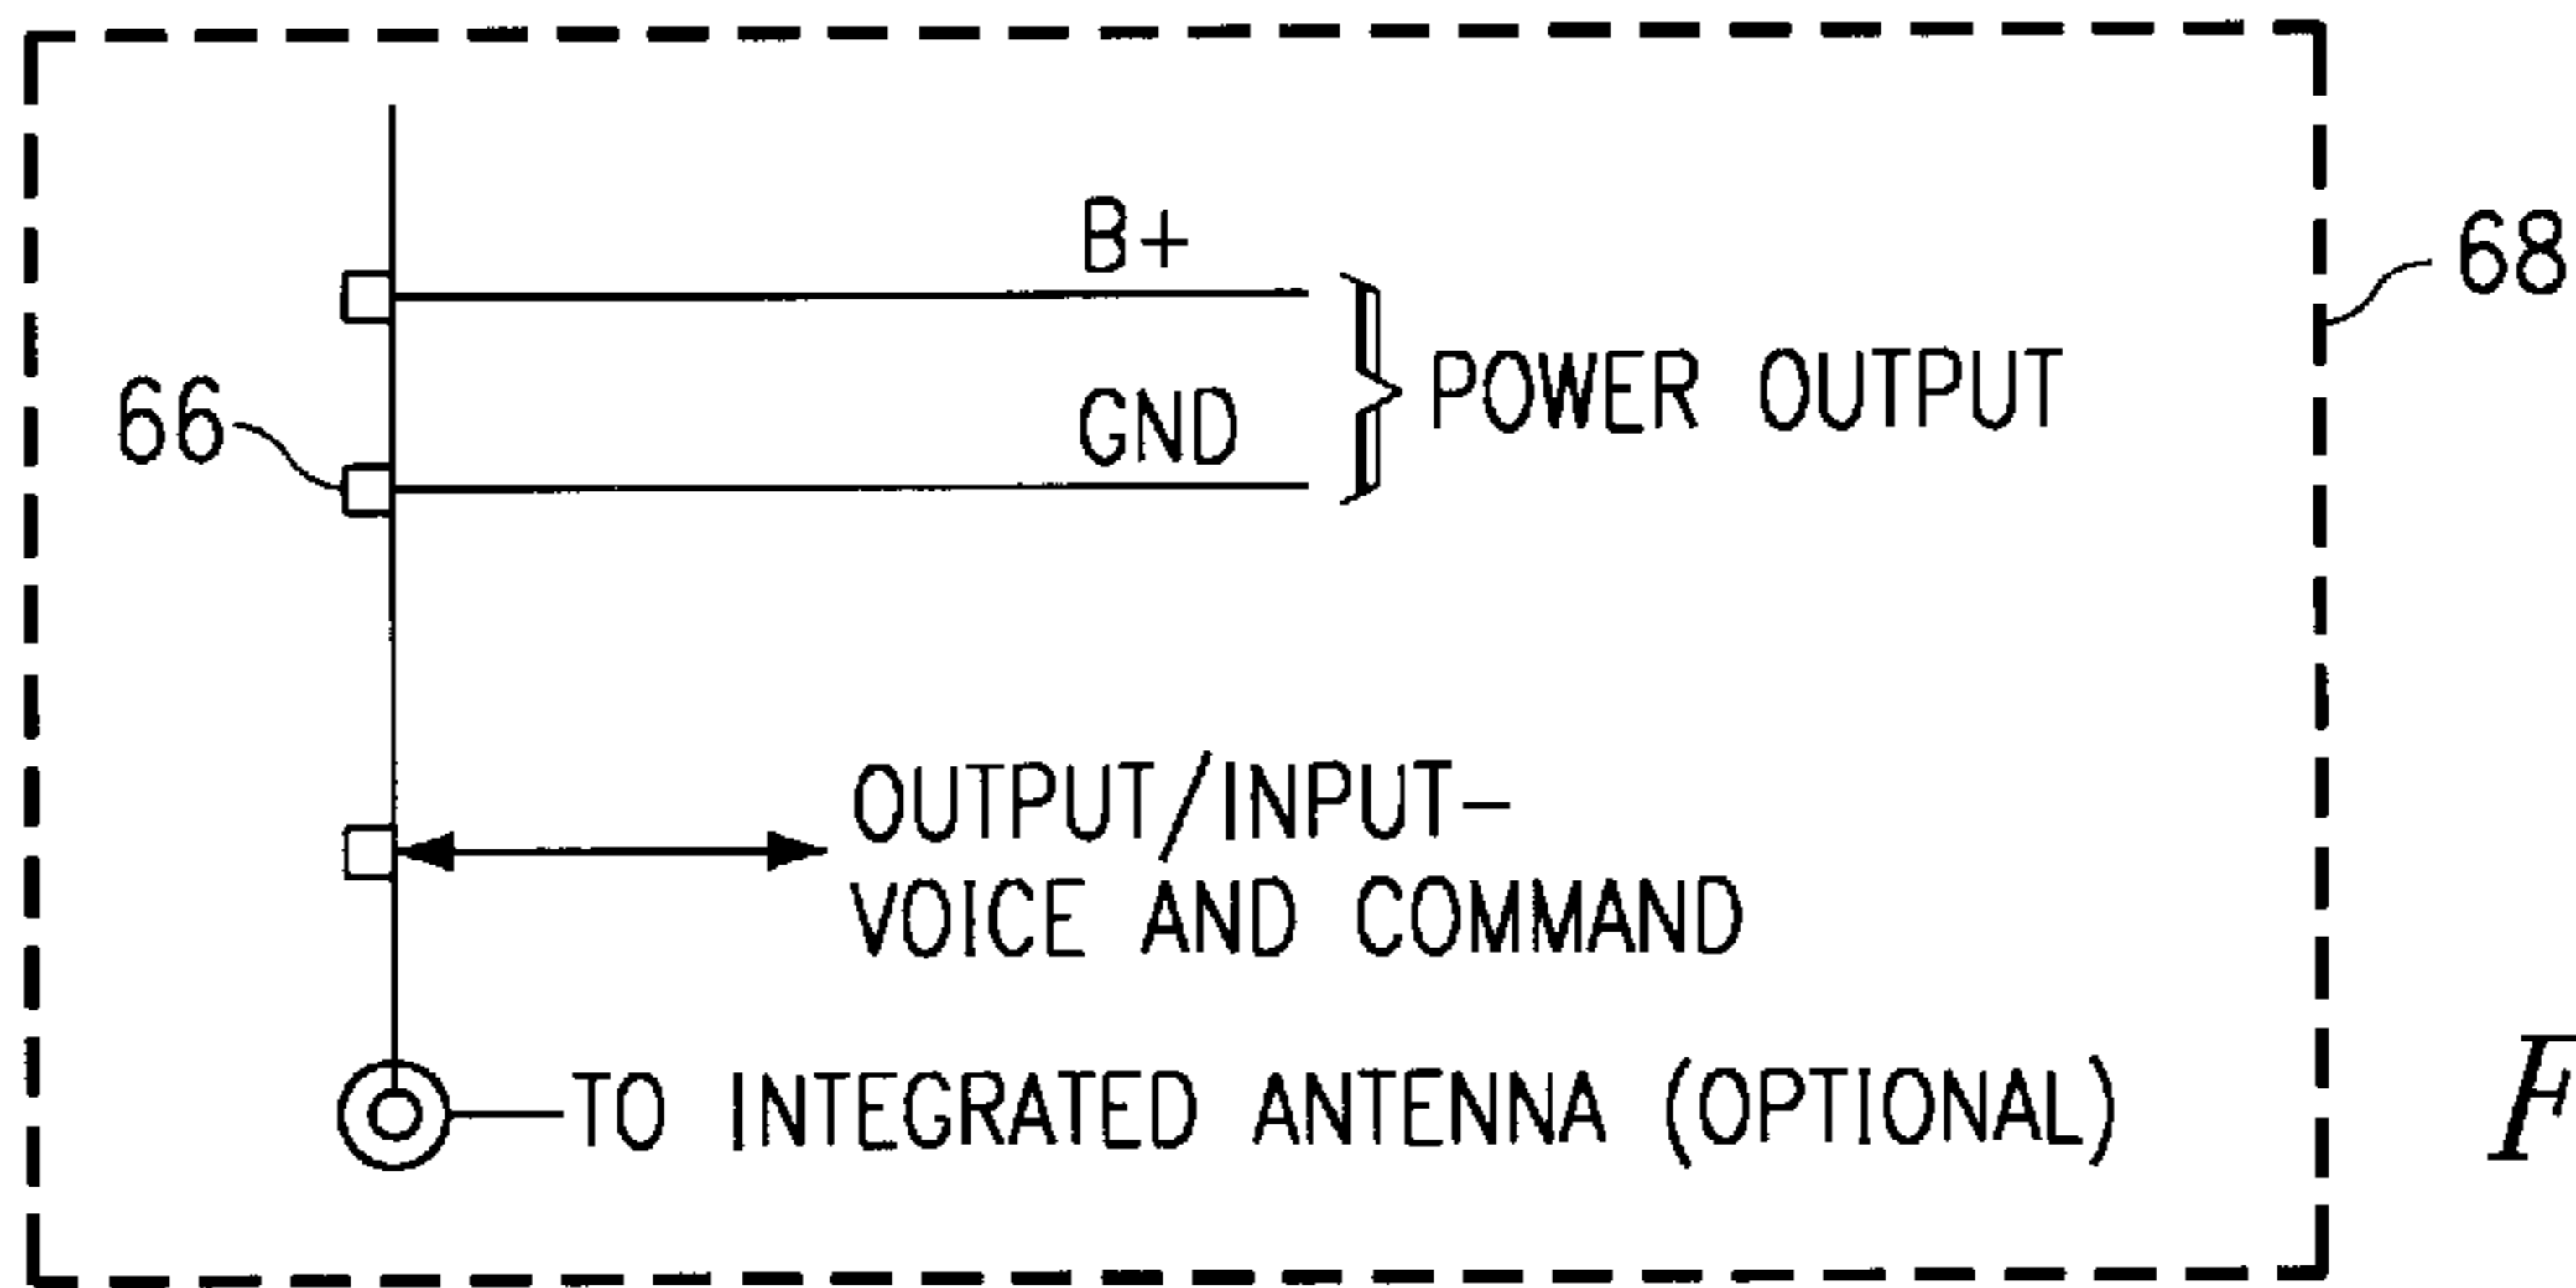 B+
68
POWER OUTPUT
66
GND
OUTPUT/INPUT-
VOICE AND COMMAND
TO INTEGRATED ANTENNA (OPTIONAL)
F